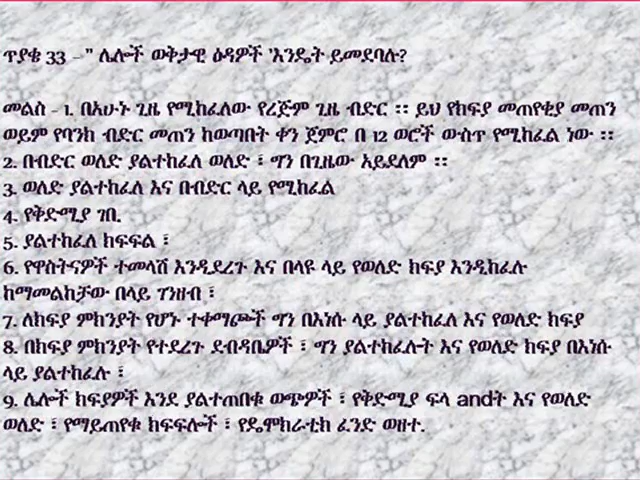 ጥያቄ 33 –" ሌሎች ወቅታዊ ዕዳዎች 'እንዴት ይመደባሉ?
መልስ - 1. በአሁኑ ጊዜ የሚከፈለው የረጅም ጊዜ ብድር ፡፡ ይህ የክፍያ መጠየቂያ መጠን
ወይም የባንክ ብድር መጠን ከወጣበት ቀን ጀምሮ በ 12 ወሮች ውስጥ የሚከፈል ነው ፡፡
2. በብድር ወለድ ያልተከፈለ ወለድ ፣ ግን በጊዜው አይደለም ፡፡
3. ወለድ ያልተከፈለ እና በብድር ላይ የሚከፈል
4. የቅድሚያ ገቢ.
5. ያልተከፈለ ክፍፍል ፣
6. የዋስትናዎች ተመላሽ እንዲደረጉ እና በላዩ ላይ የወለድ ክፍያ እንዲከፈሉ
ከማመልከቻው በላይ ገንዘብ ፣
7. ለክፍያ ምክንያት የሆኑ ተቀማጮች ግን በእነሱ ላይ ያልተከፈለ እና የወለድ ክፍያ
8. በክፍያ ምክንያት የተደረጉ ደብዳቤዎች ፣ ግን ያልተከፈሉት እና የወለድ ክፍያ በእነሱ
ላይ ያልተከፈሉ ፣
9. ሌሎች ክፍያዎች እንደ ያልተጠበቁ ወጭዎች ፣ የቅድሚያ ፍላ andት እና የወለድ
ወለድ ፣ የማይጠየቁ ክፍፍሎች ፣ የዴሞክራቲክ ፈንድ ወዘተ.